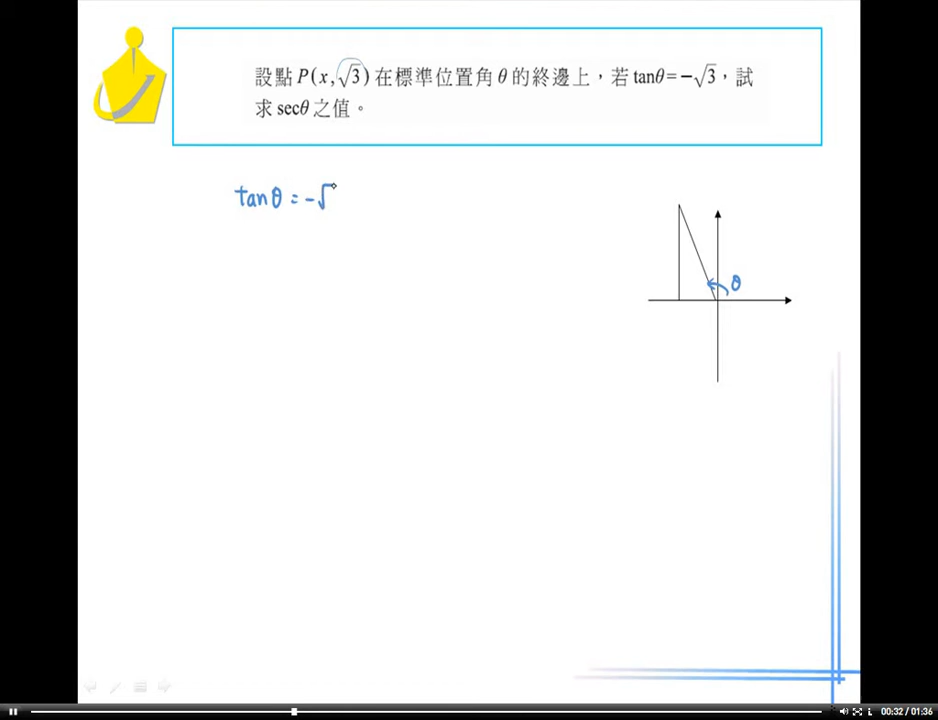 設點 P(x,√3) 在標準位置角 θ 的終邊上，若 tanθ=−√3，試
求 secθ 之值。
tanθ = -√
θ
00:32 / 01:36